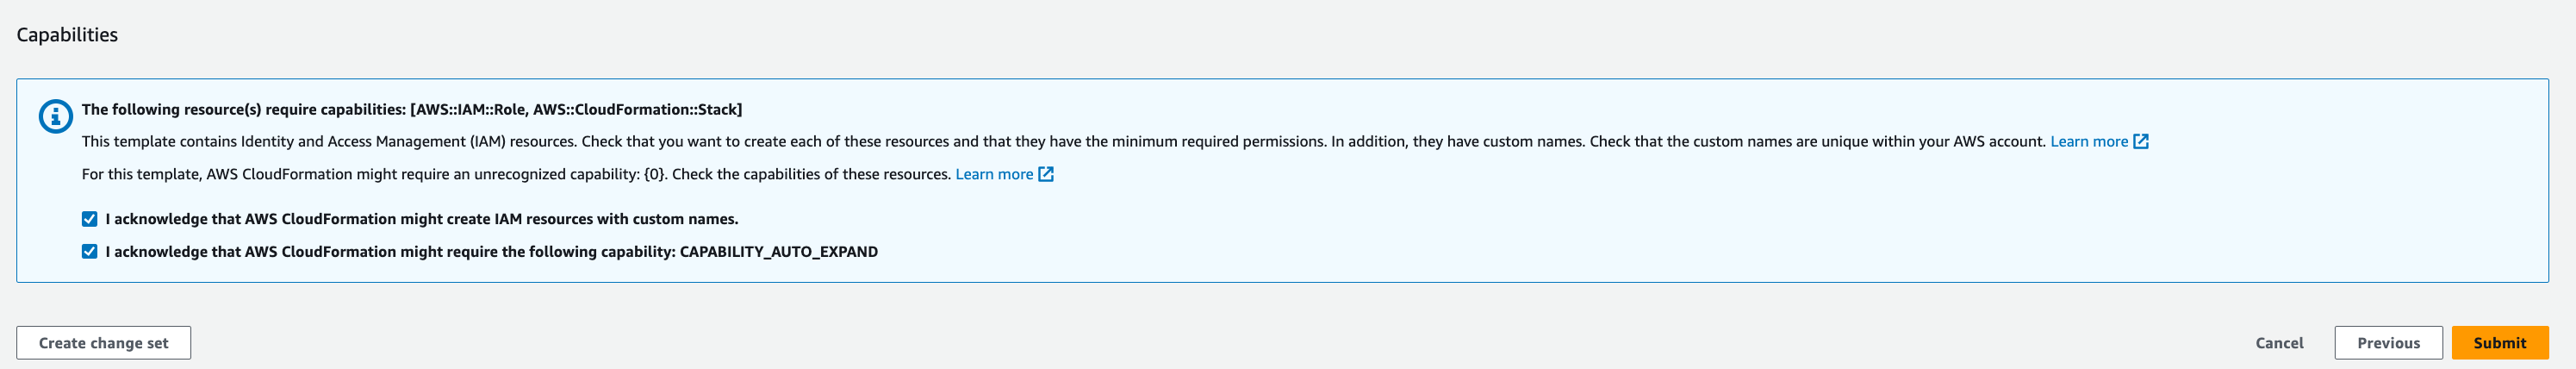 Capabilities
The following resource(s) require capabilities: [AWS::IAM::Role, AWS::CloudFormation::Stack]
This template contains Identity and Access Management (IAM) resources. Check that you want to create each of these resources and that they have the minimum required permissions. In addition, they have custom names. Check that the custom names are unique within your AWS account. Learn more
For this template, AWS CloudFormation might require an unrecognized capability: {0}. Check the capabilities of these resources. Learn more
I acknowledge that AWS CloudFormation might create IAM resources with custom names.
I acknowledge that AWS CloudFormation might require the following capability: CAPABILITY_AUTO_EXPAND
Create change set Cancel Previous Submit